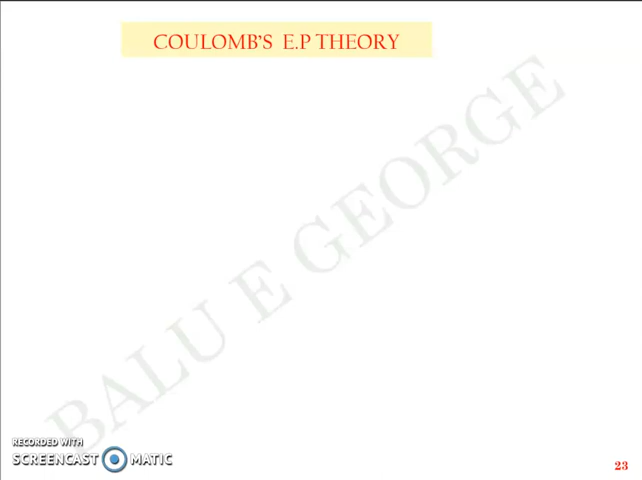 COULOMB'S E.P THEORY
BALU E GEORGE
RECORDED WITH
SCREENCAST MATIC
23